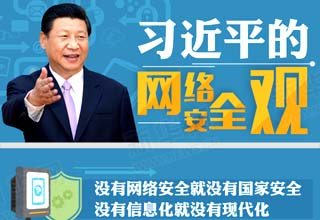 习近平的
网络安全观
没有网络安全就没有国家安全
没有信息化就没有现代化